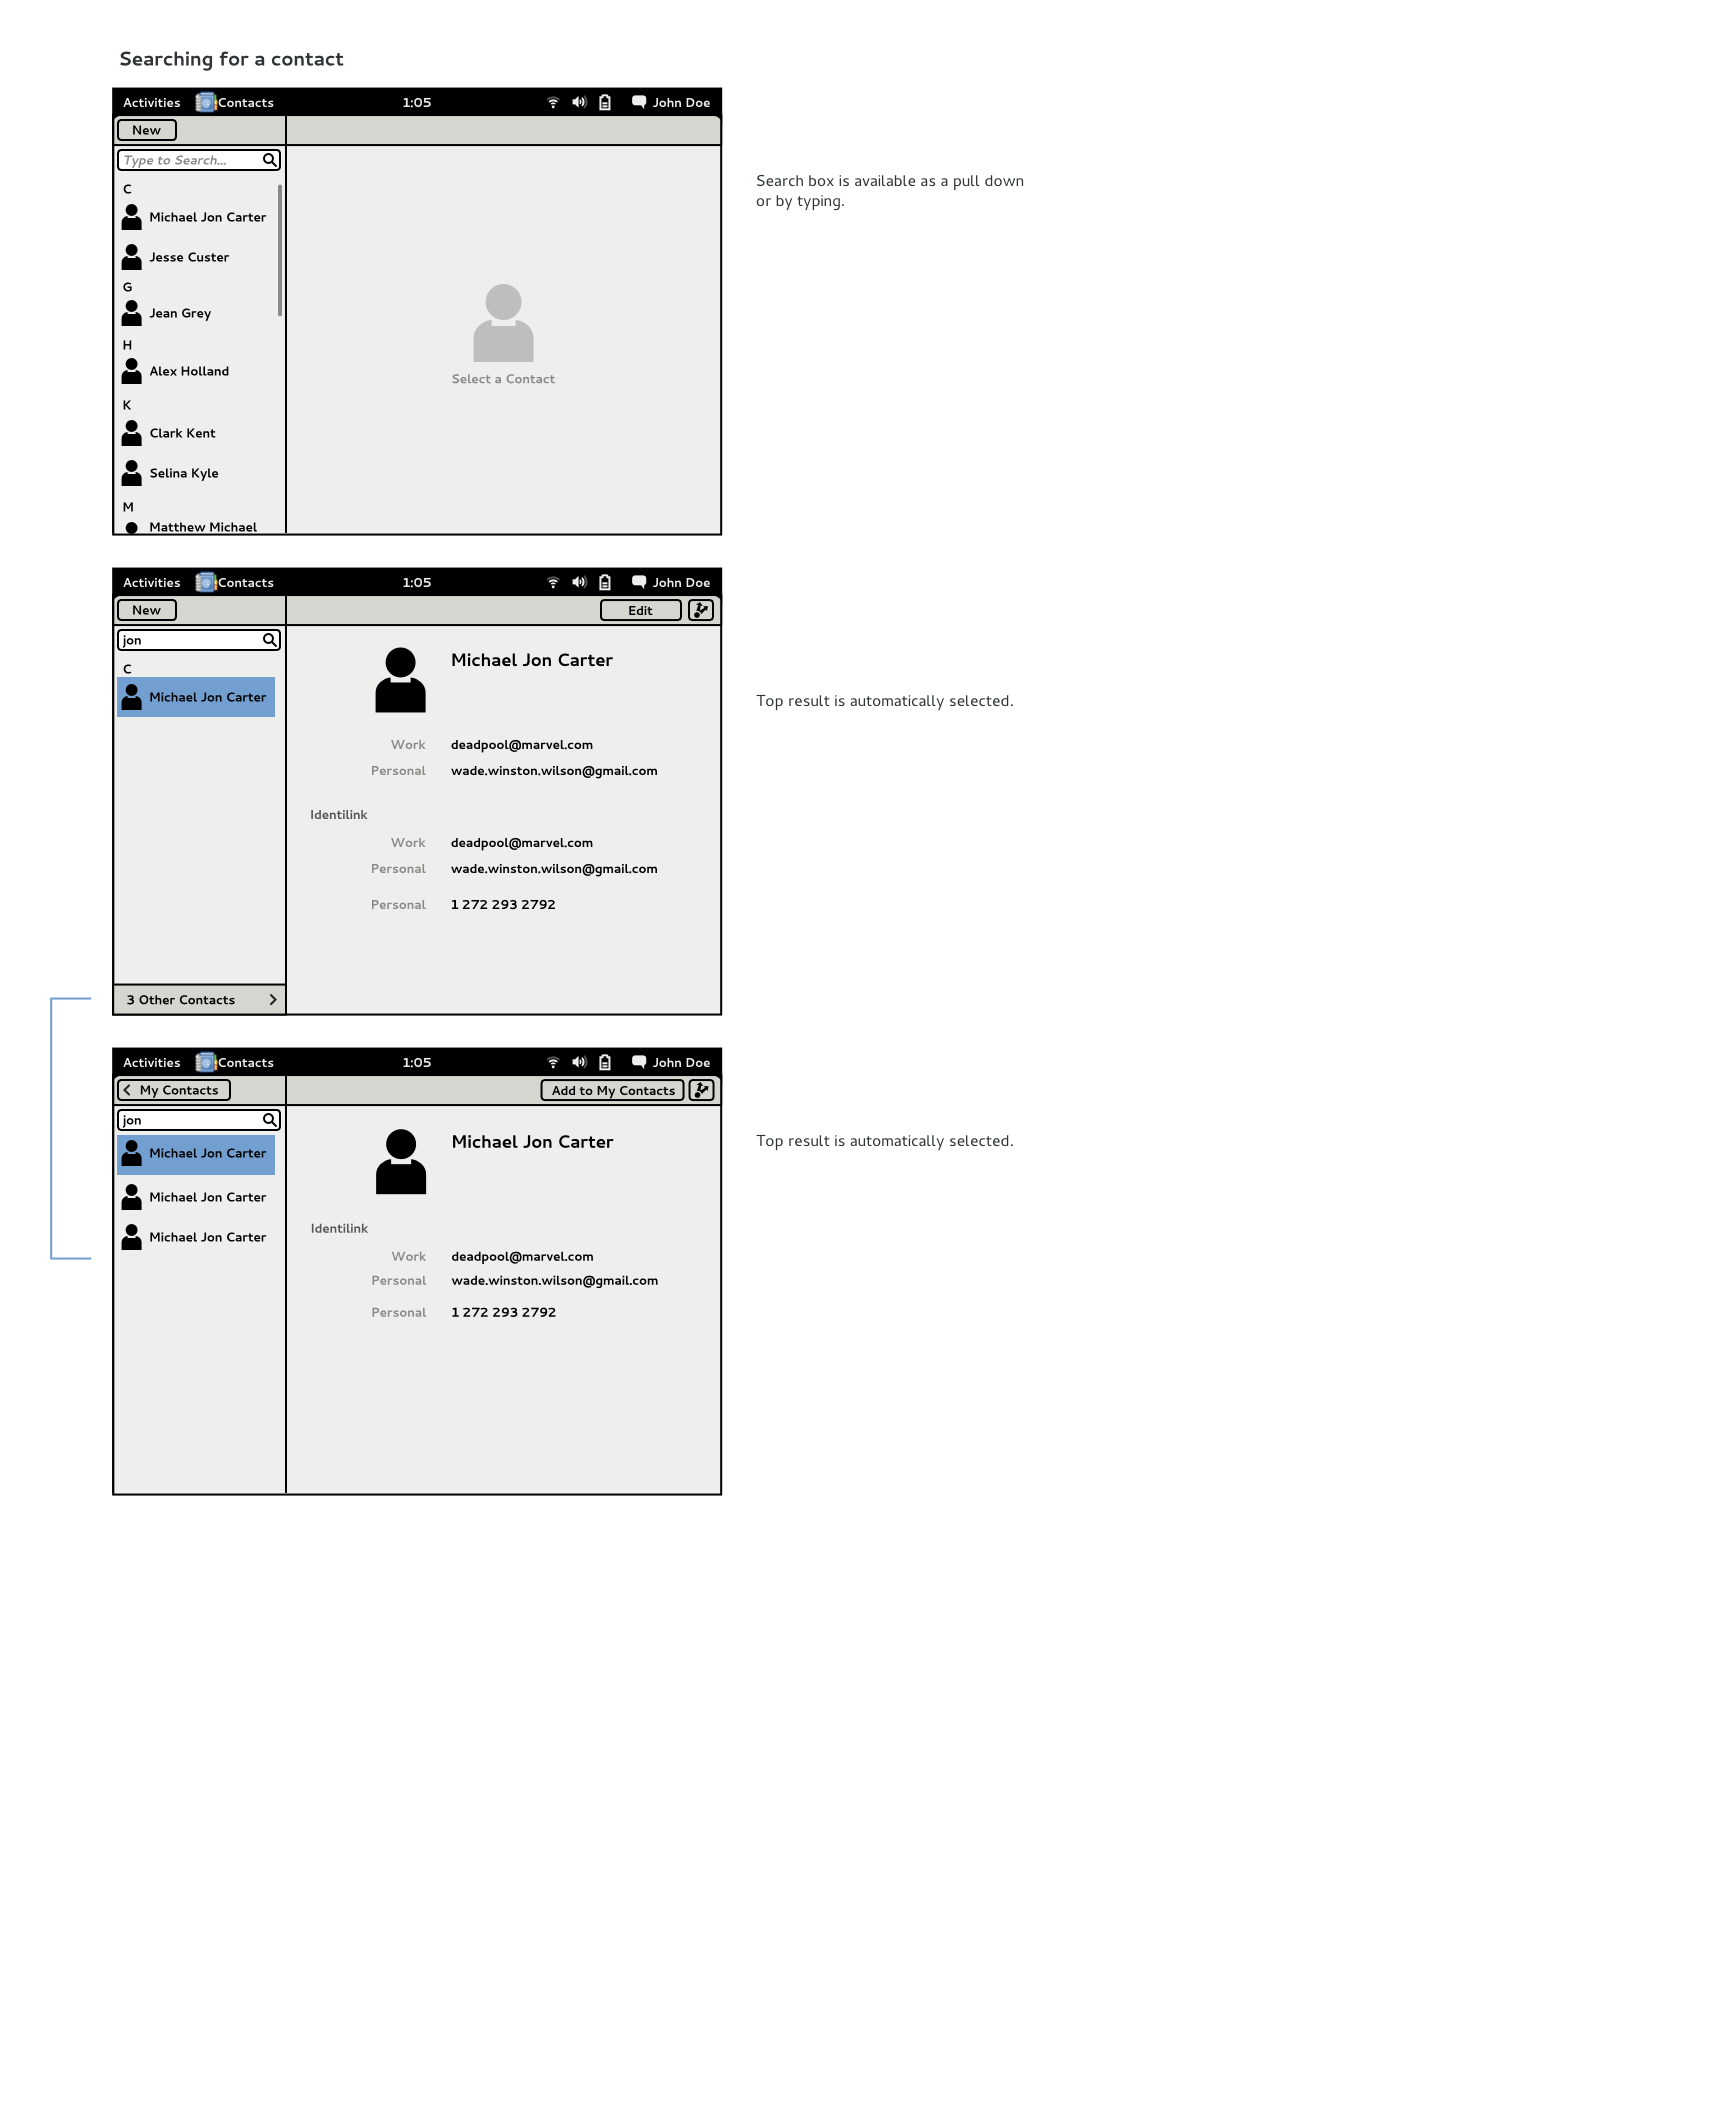 Searching for a contact
Activities Contacts 1:05 John Doe
New
Type to Search...
C
Michael Jon Carter
Jesse Custer
G
Jean Grey
H
Alex Holland
K
Clark Kent
Selina Kyle
M
Matthew Michael
Select a Contact
Search box is available as a pull down
or by typing.
Activities Contacts 1:05 John Doe
New Edit
jon
C
Michael Jon Carter
3 Other Contacts
Michael Jon Carter
Work deadpool@marvel.com
Personal wade.winston.wilson@gmail.com
Identilink
Work deadpool@marvel.com
Personal wade.winston.wilson@gmail.com
Personal 1 272 293 2792
Top result is automatically selected.
Activities Contacts 1:05 John Doe
My Contacts Add to My Contacts
jon
Michael Jon Carter
Michael Jon Carter
Michael Jon Carter
Michael Jon Carter
Identilink
Work deadpool@marvel.com
Personal wade.winston.wilson@gmail.com
Personal 1 272 293 2792
Top result is automatically selected.